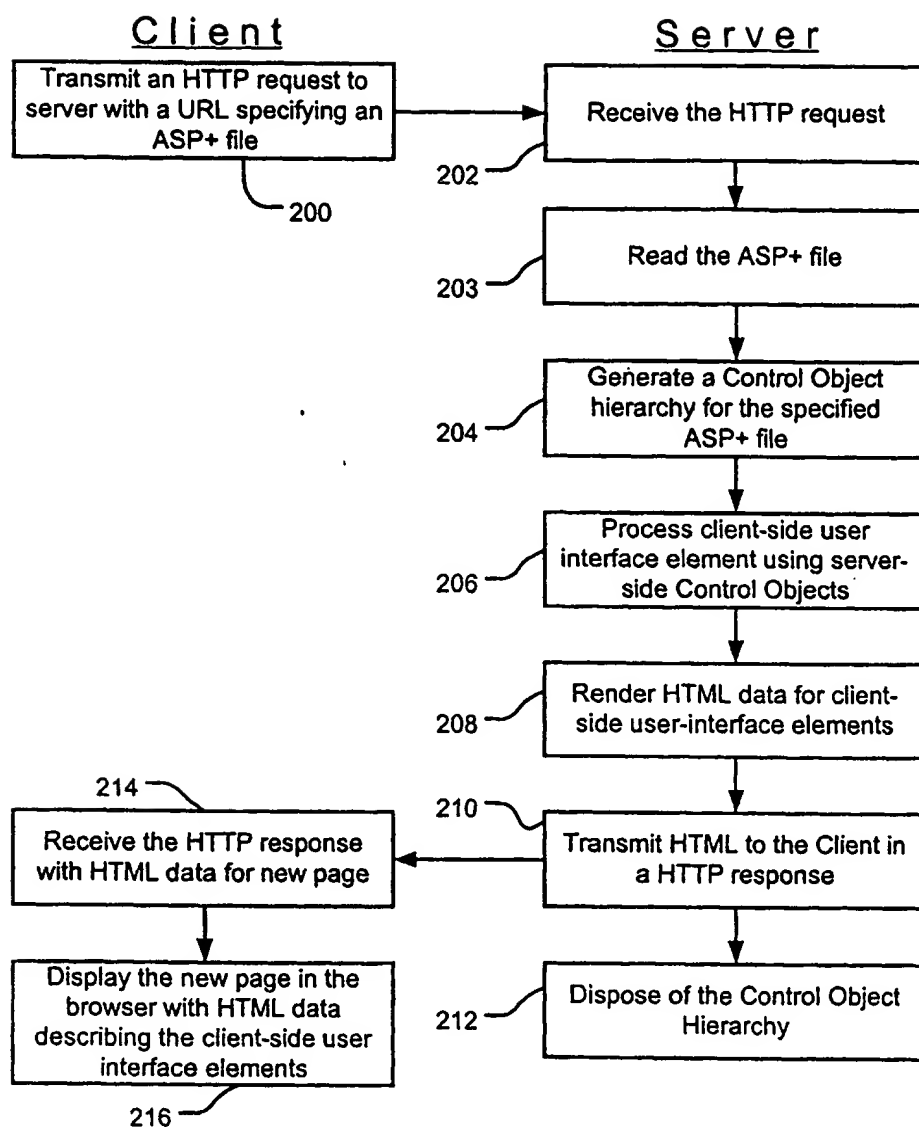 Client
Server
Transmit an HTTP request to
server with a URL specifying an
ASP+ file
200
Receive the HTTP request
202
Read the ASP+ file
203
Generate a Control Object
hierarchy for the specified
ASP+ file
204
Process client-side user
interface element using server-
side Control Objects
206
Render HTML data for client-
side user-interface elements
208
210
Transmit HTML to the Client in
a HTTP response
214
Receive the HTTP response
with HTML data for new page
Display the new page in the
browser with HTML data
describing the client-side user
interface elements
216
Dispose of the Control Object
Hierarchy
212